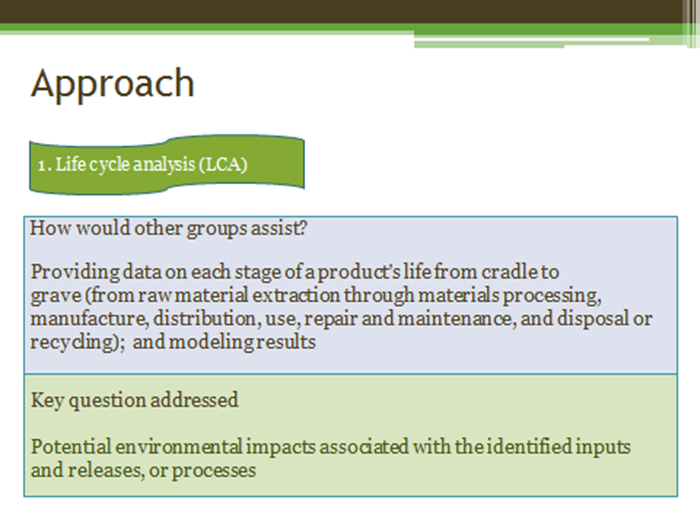 Approach
1. Life cycle analysis (LCA)
How would other groups assist?
Providing data on each stage of a product's life from cradle to
grave (from raw material extraction through materials processing,
manufacture, distribution, use, repair and maintenance, and disposal or
recycling); and modeling results
Key question addressed
Potential environmental impacts associated with the identified inputs
and releases, or processes